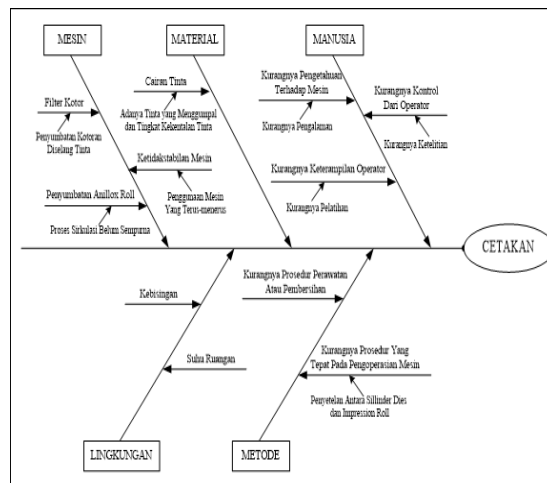 MESIN
MATERIAL
MANUSIA
Cairan Tinta
Adanya Tinta yang Menggumpal
dan Tingkat Kekentalan Tinta
Kurangnya Pengetahuan
Terhadap Mesin
Kurangnya Pengalaman
Kurangnya Kontrol
Dari Operator
Kurangnya Ketelitian
Filter Kotor
Penyumbatan Kotoran
Diselang Tinta
Ketidakstabilan Mesin
Penggunaan Mesin
Yang Terus-menerus
Kurangnya Keterampilan Operator
Kurangnya Pelatihan
Penyumbatan Anillox Roll
Proses Sirkulasi Belum Sempurna
CETAKAN
Kebisingan
Suhu Ruangan
Kurangnya Prosedur Perawatan
Atau Pembersihan
Kurangnya Prosedur Yang
Tepat Pada Pengoperasian Mesin
Penyetelan Antara Sillinder Dies
dan Impression Roll
LINGKUNGAN
METODE